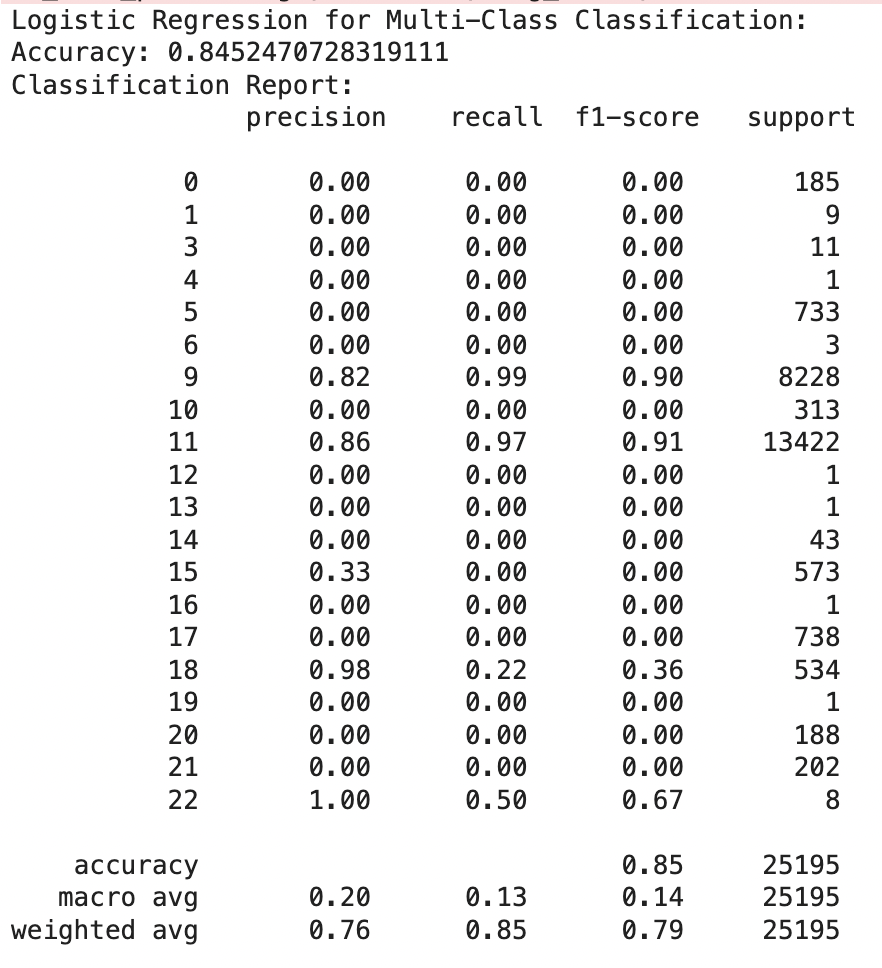 Logistic Regression for Multi-Class Classification:
Accuracy: 0.8452470728319111
Classification Report:
precision recall f1-score support
0 0.00 0.00 0.00 185
1 0.00 0.00 0.00 9
3 0.00 0.00 0.00 11
4 0.00 0.00 0.00 1
5 0.00 0.00 0.00 733
6 0.00 0.00 0.00 3
9 0.82 0.99 0.90 8228
10 0.00 0.00 0.00 313
11 0.86 0.97 0.91 13422
12 0.00 0.00 0.00 1
13 0.00 0.00 0.00 1
14 0.00 0.00 0.00 43
15 0.33 0.00 0.00 573
16 0.00 0.00 0.00 1
17 0.00 0.00 0.00 738
18 0.98 0.22 0.36 534
19 0.00 0.00 0.00 1
20 0.00 0.00 0.00 188
21 0.00 0.00 0.00 202
22 1.00 0.50 0.67 8
accuracy 0.85 25195
macro avg 0.20 0.13 0.14 25195
weighted avg 0.76 0.85 0.79 25195